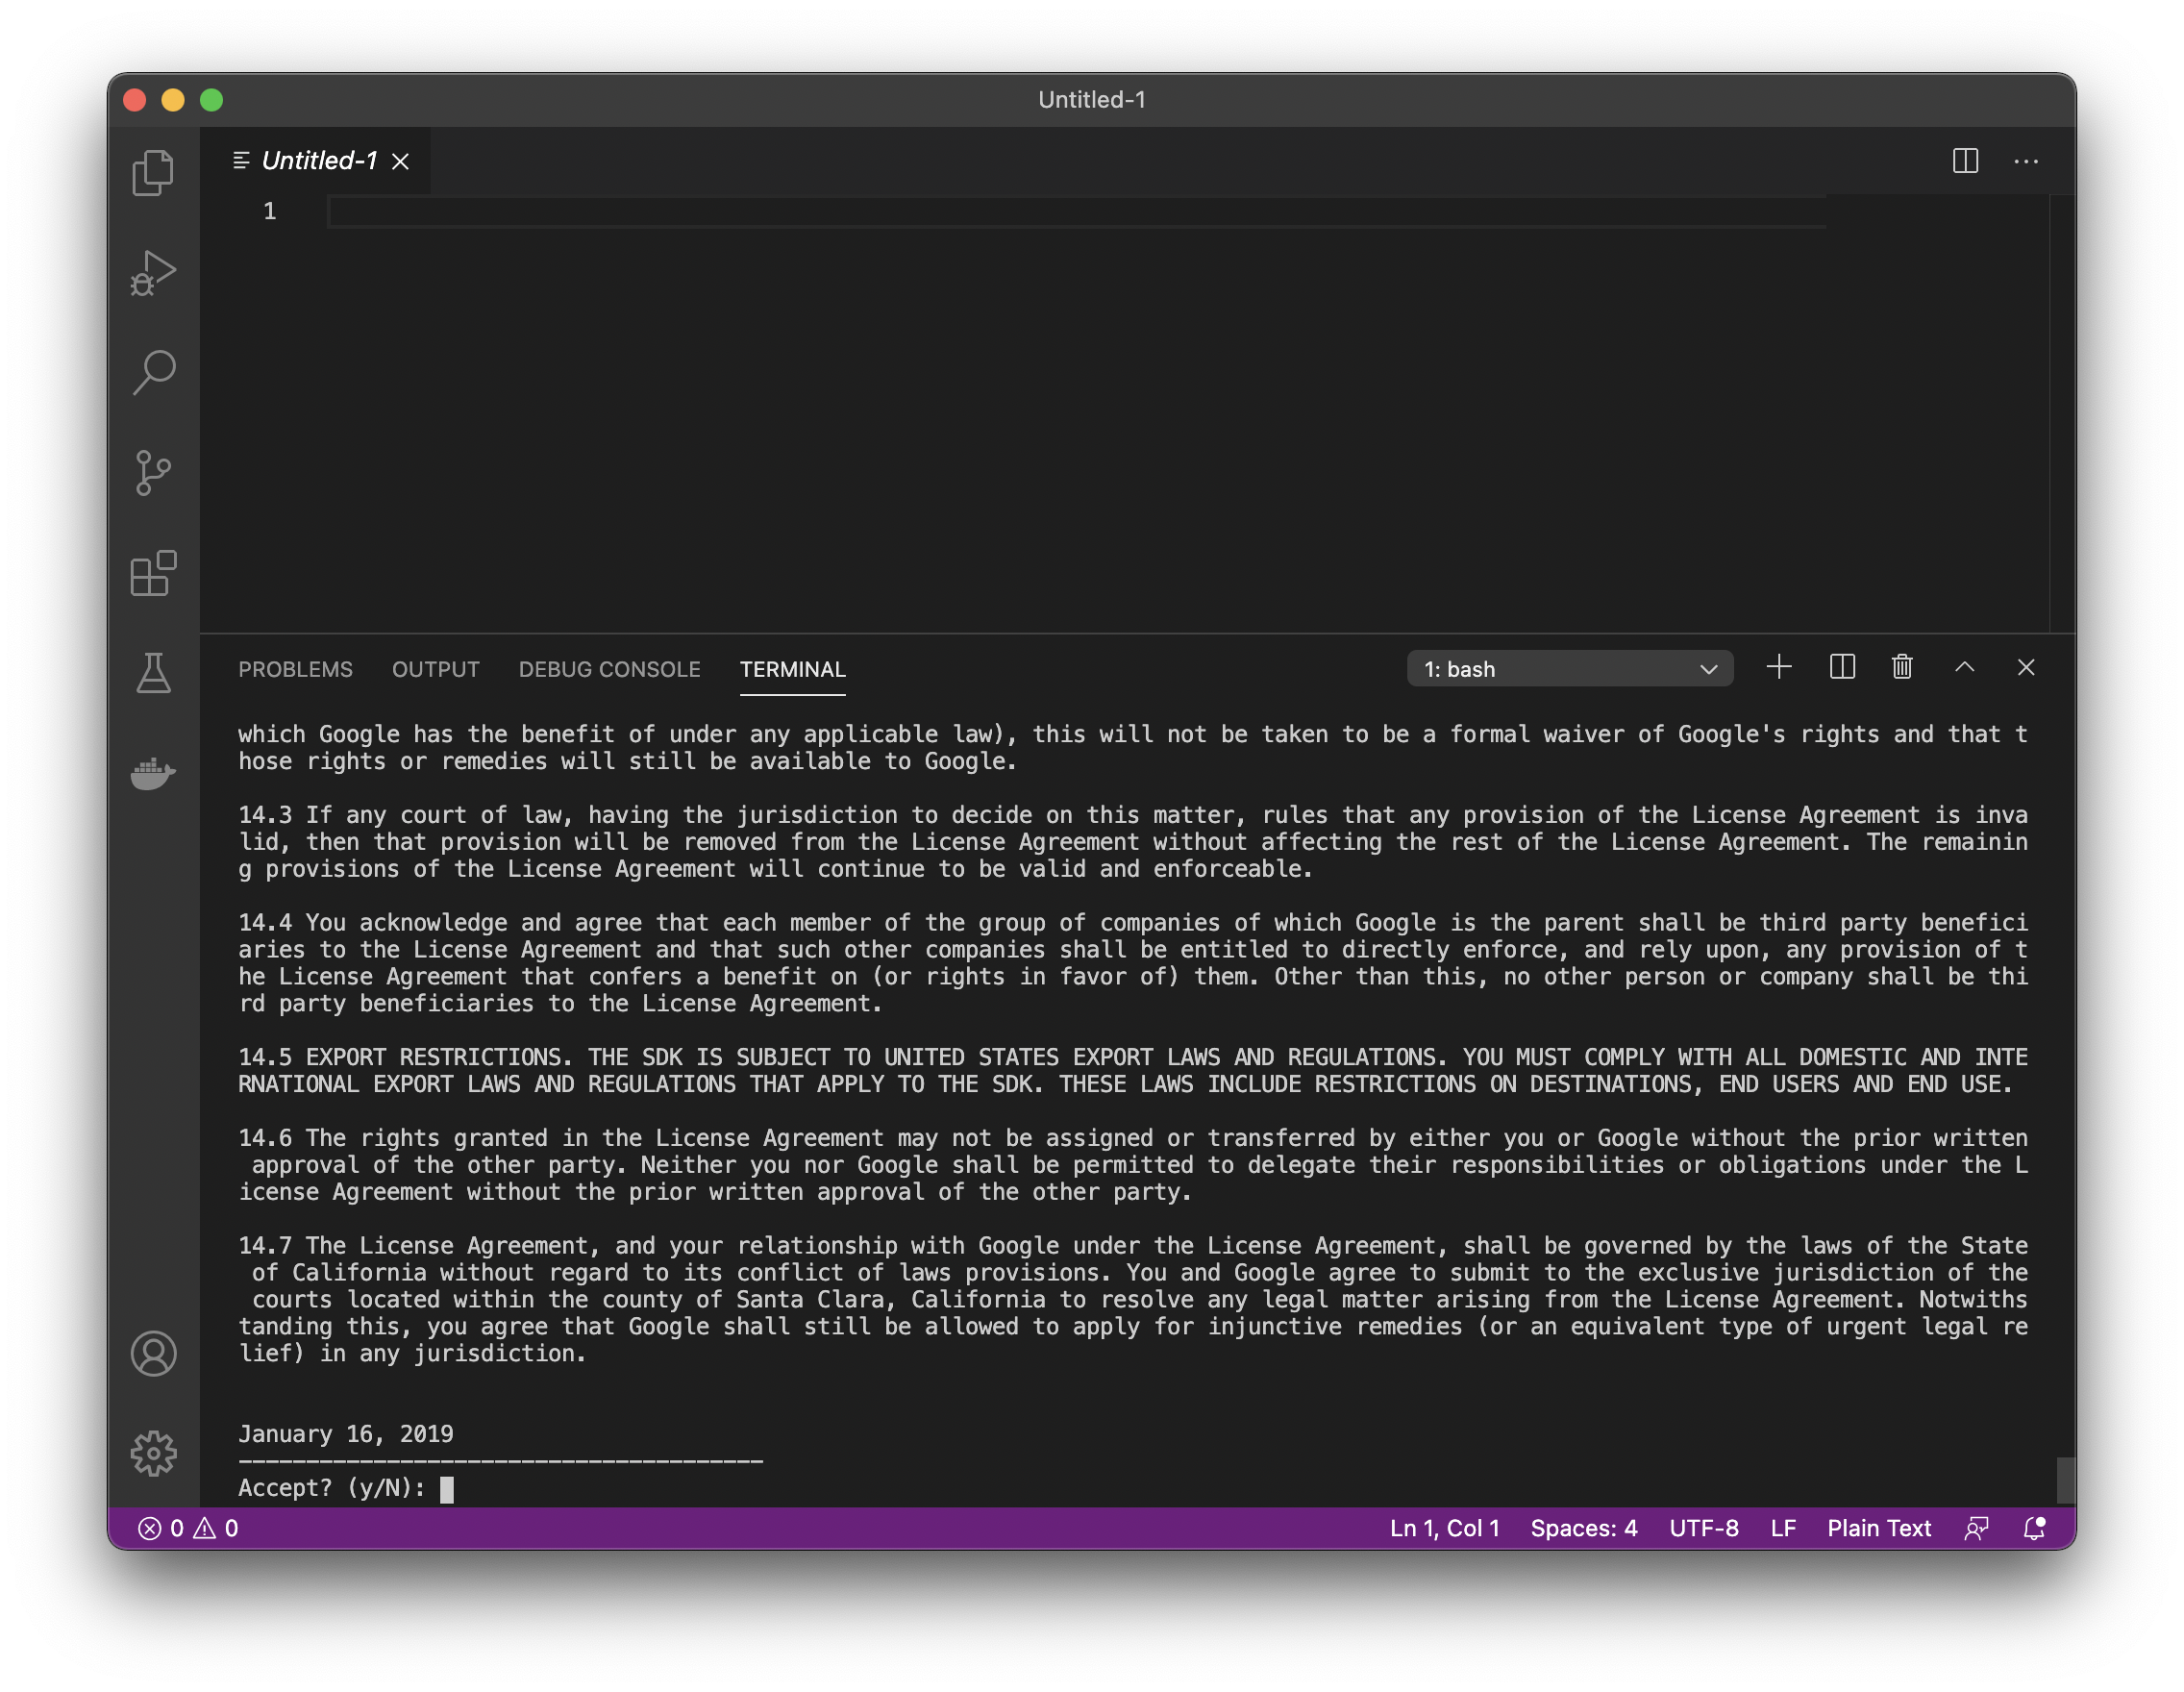 Untitled-1
Untitled-1
1
PROBLEMS OUTPUT DEBUG CONSOLE TERMINAL 1: bash
which Google has the benefit of under any applicable law), this will not be taken to be a formal waiver of Google's rights and that t
hose rights or remedies will still be available to Google.
14.3 If any court of law, having the jurisdiction to decide on this matter, rules that any provision of the License Agreement is inva
lid, then that provision will be removed from the License Agreement without affecting the rest of the License Agreement. The remainin
g provisions of the License Agreement will continue to be valid and enforceable.
14.4 You acknowledge and agree that each member of the group of companies of which Google is the parent shall be third party benefici
aries to the License Agreement and that such other companies shall be entitled to directly enforce, and rely upon, any provision of t
he License Agreement that confers a benefit on (or rights in favor of) them. Other than this, no other person or company shall be thi
rd party beneficiaries to the License Agreement.
14.5 EXPORT RESTRICTIONS. THE SDK IS SUBJECT TO UNITED STATES EXPORT LAWS AND REGULATIONS. YOU MUST COMPLY WITH ALL DOMESTIC AND INTE
RNATIONAL EXPORT LAWS AND REGULATIONS THAT APPLY TO THE SDK. THESE LAWS INCLUDE RESTRICTIONS ON DESTINATIONS, END USERS AND END USE.
14.6 The rights granted in the License Agreement may not be assigned or transferred by either you or Google without the prior written
approval of the other party. Neither you nor Google shall be permitted to delegate their responsibilities or obligations under the L
icense Agreement without the prior written approval of the other party.
14.7 The License Agreement, and your relationship with Google under the License Agreement, shall be governed by the laws of the State
of California without regard to its conflict of laws provisions. You and Google agree to submit to the exclusive jurisdiction of the
courts located within the county of Santa Clara, California to resolve any legal matter arising from the License Agreement. Notwiths
tanding this, you agree that Google shall still be allowed to apply for injunctive remedies (or an equivalent type of urgent legal re
lief) in any jurisdiction.
January 16, 2019
---------------------------------------
Accept? (y/N):
0 0 Ln 1, Col 1 Spaces: 4 UTF-8 LF Plain Text